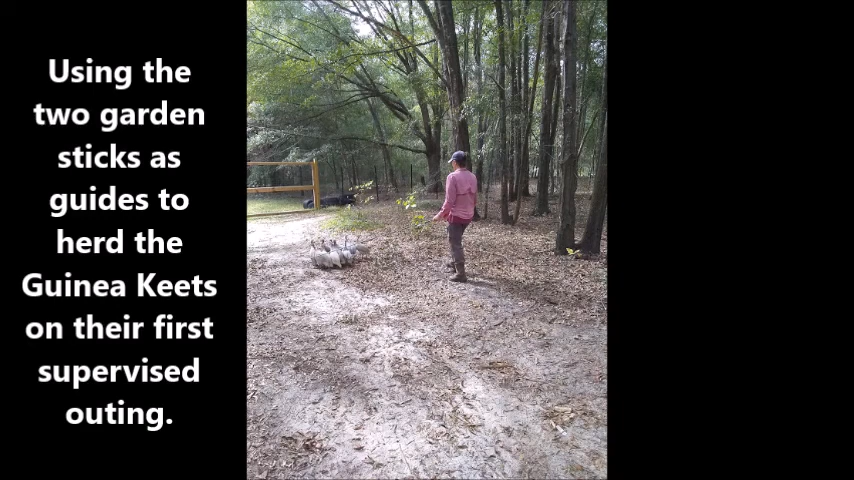 Using the
two garden
sticks as
guides to
herd the
Guinea Keets
on their first
supervised
outing.